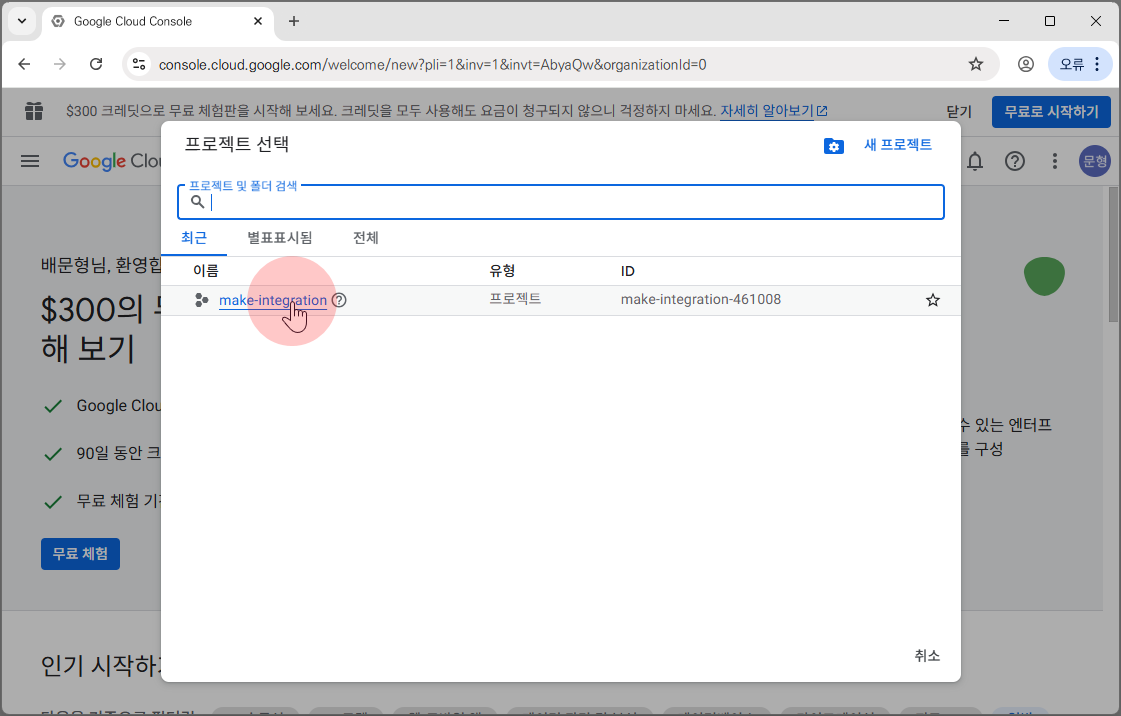 Google Cloud Console
console.cloud.google.com/welcome/new?pli=1&inv=1&invt=AbyaQw&organizationId=0
오류
$300 크레딧으로 무료 체험판을 시작해 보세요. 크레딧을 모두 사용해도 요금이 청구되지 않으니 걱정하지 마세요. 자세히 알아보기
닫기
무료로 시작하기
Google Clou
문형
프로젝트 선택
새 프로젝트
프로젝트 및 폴더 검색
최근 별표표시됨 전체
이름 유형 ID
make-integration 프로젝트 make-integration-461008
배문형님, 환영합
$300의
해 보기
Google Clou
90일 동안 크
무료 체험 기
수 있는 엔터프
를 구성
무료 체험
취소
인기 시작하기